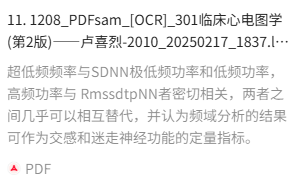 11. 1208_PDFsam_[OCR]_301临床心电图学
(第2版)——卢喜烈-2010_20250217_1837.l···
超低频频率与SDNN极低频功率和低频功率，
高频功率与 RmssdtpNN者密切相关，两者之
间几乎可以相互替代，并认为频域分析的结果
可作为交感和迷走神经功能的定量指标。
PDF